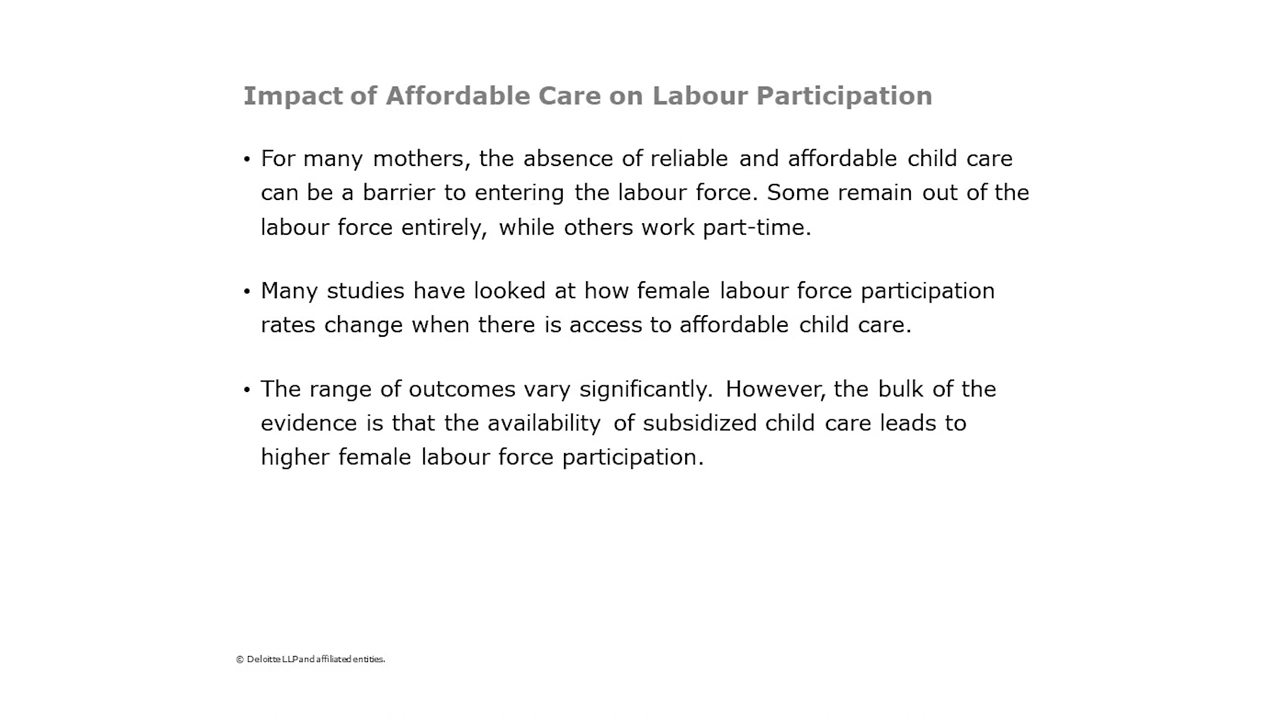 Impact of Affordable Care on Labour Participation
• For many mothers, the absence of reliable and affordable child care
can be a barrier to entering the labour force. Some remain out of the
labour force entirely, while others work part-time.
• Many studies have looked at how female labour force participation
rates change when there is access to affordable child care.
• The range of outcomes vary significantly. However, the bulk of the
evidence is that the availability of subsidized child care leads to
higher female labour force participation.
© Deloitte LLP and affiliated entities.